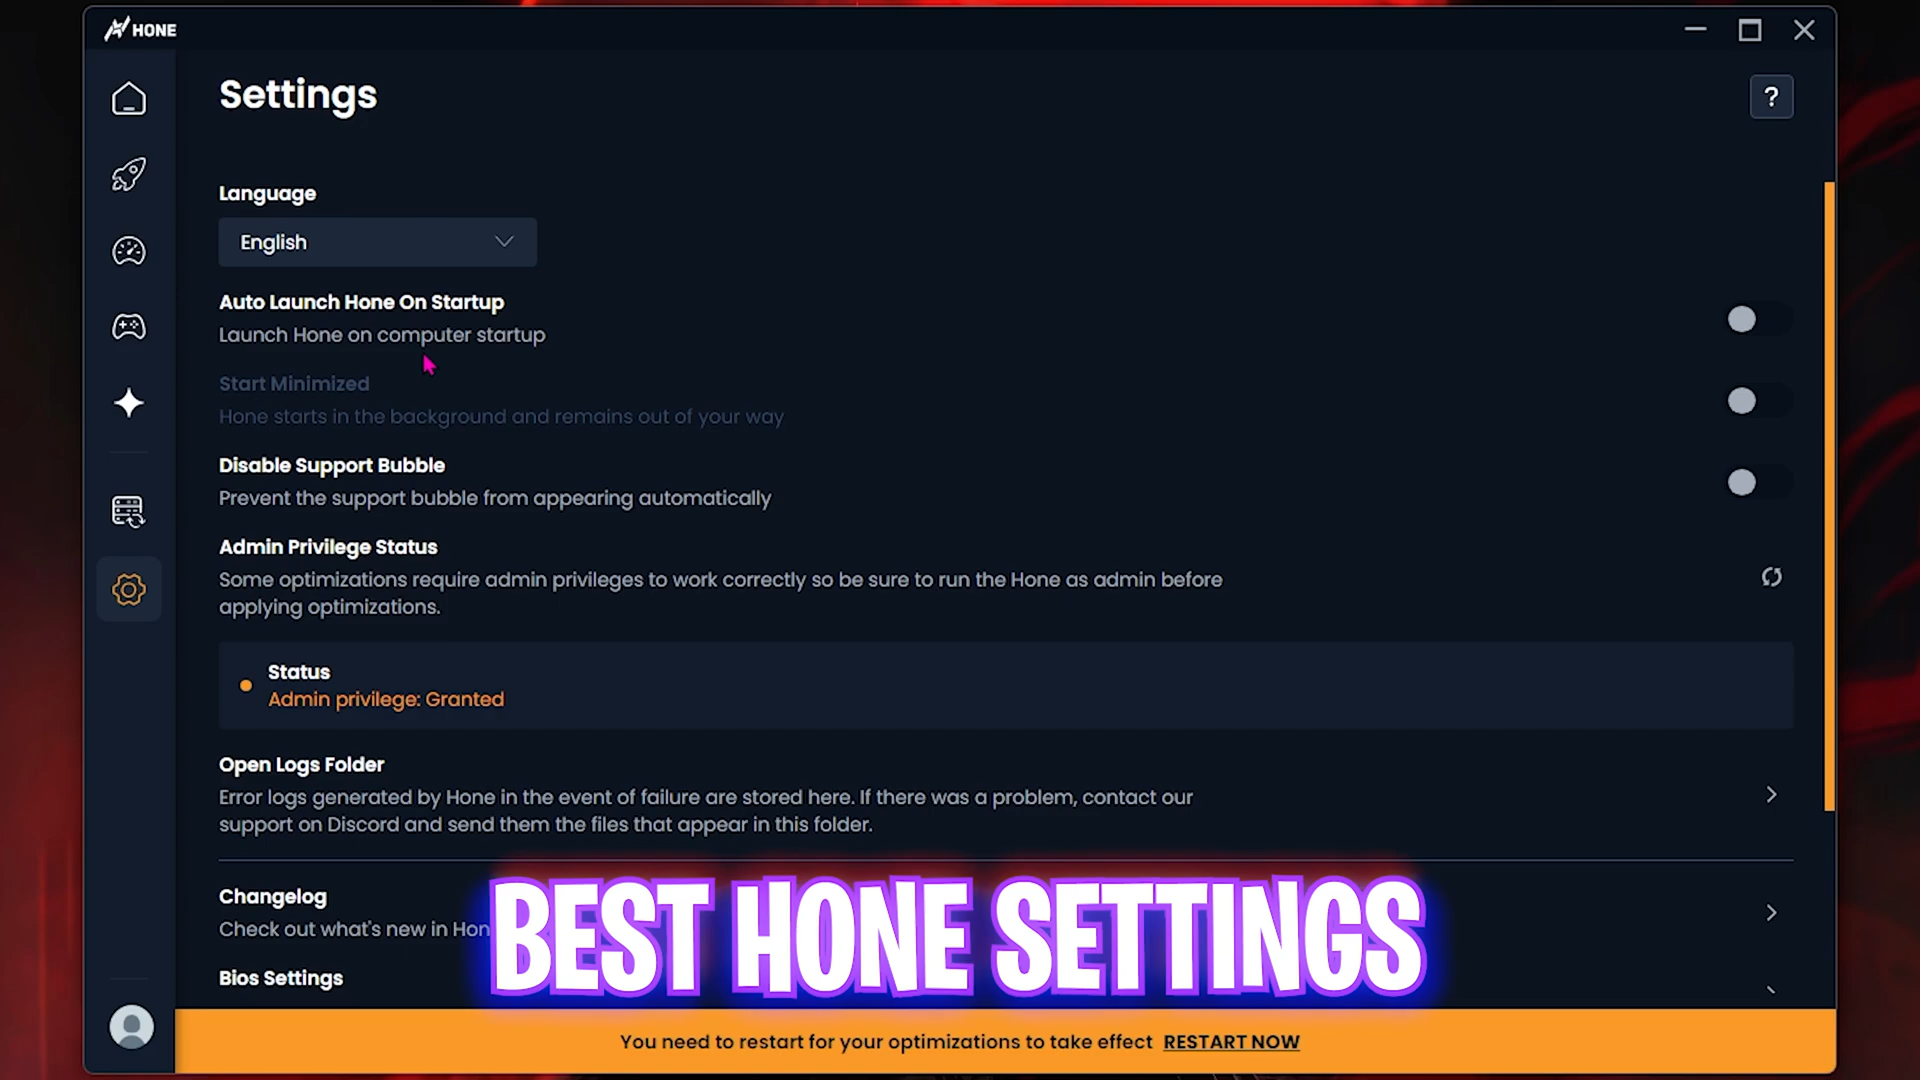 HONE
Settings
?
Language
English
Auto Launch Hone On Startup
Launch Hone on computer startup
Start Minimized
Hone starts in the background and remains out of your way
Disable Support Bubble
Prevent the support bubble from appearing automatically
Admin Privilege Status
Some optimizations require admin privileges to work correctly so be sure to run the Hone as admin before
applying optimizations.
Status
Admin privilege: Granted
Open Logs Folder
Error logs generated by Hone in the event of failure are stored here. If there was a problem, contact our
support on Discord and send them the files that appear in this folder.
Changelog
Check out what's new in Hon
BEST HONE SETTINGS
Bios Settings
You need to restart for your optimizations to take effect RESTART NOW